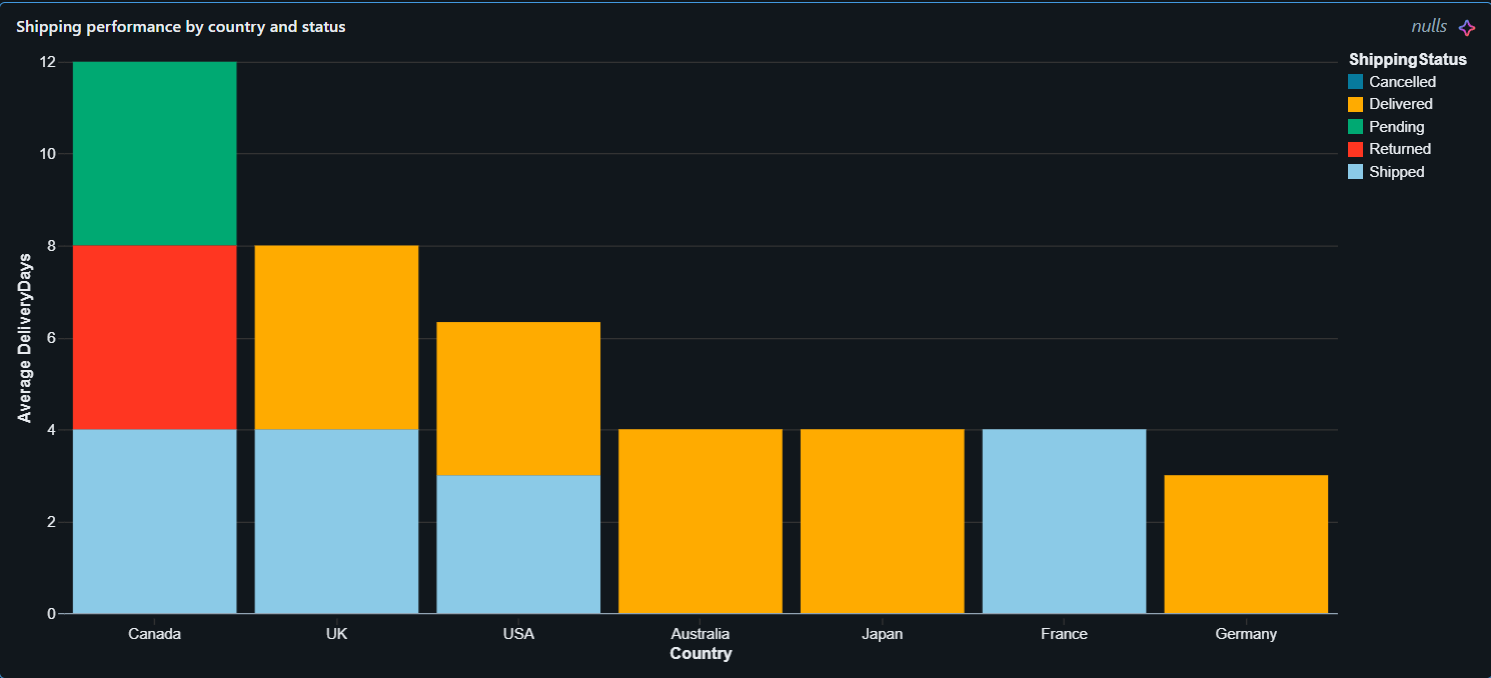 Shipping performance by country and status
nulls
ShippingStatus
Cancelled
Delivered
Pending
Returned
Shipped
Average DeliveryDays
12
10
8
6
4
2
0
Canada UK USA Australia Japan France Germany
Country